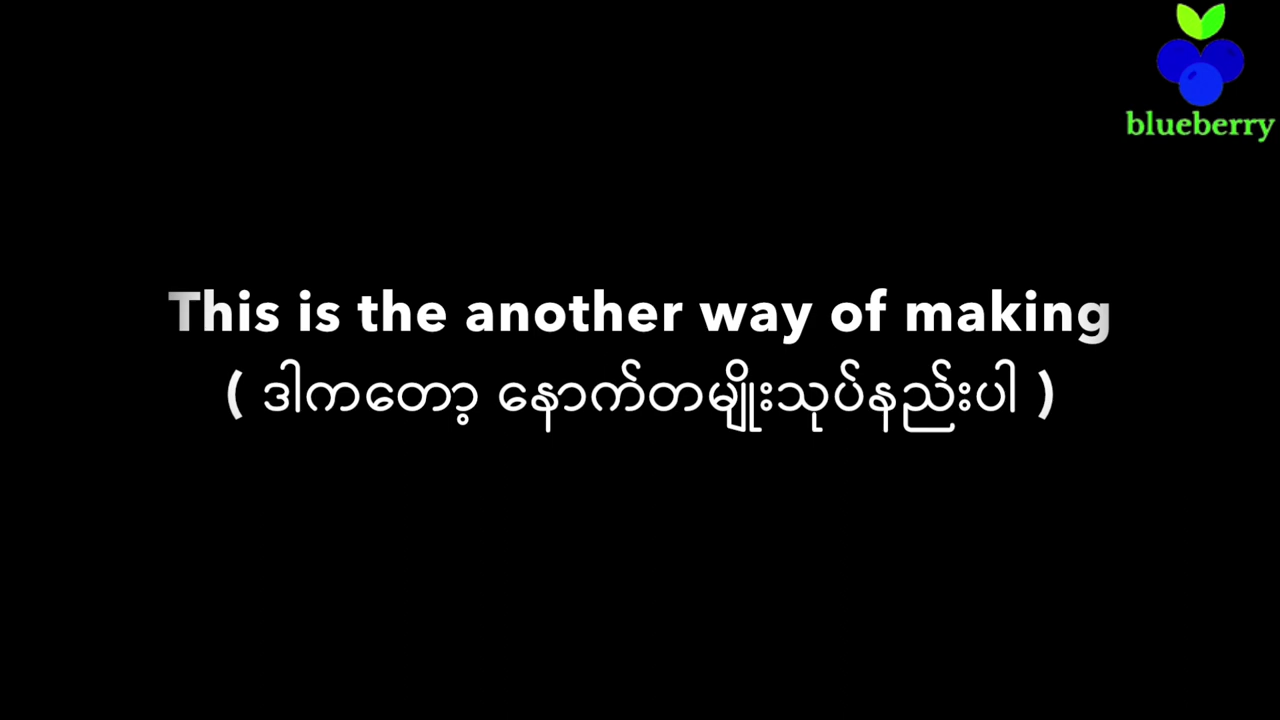 blueberry
This is the another way of making
( ဒါကတော့ နောက်တမျိုးသုပ်နည်းပါ )